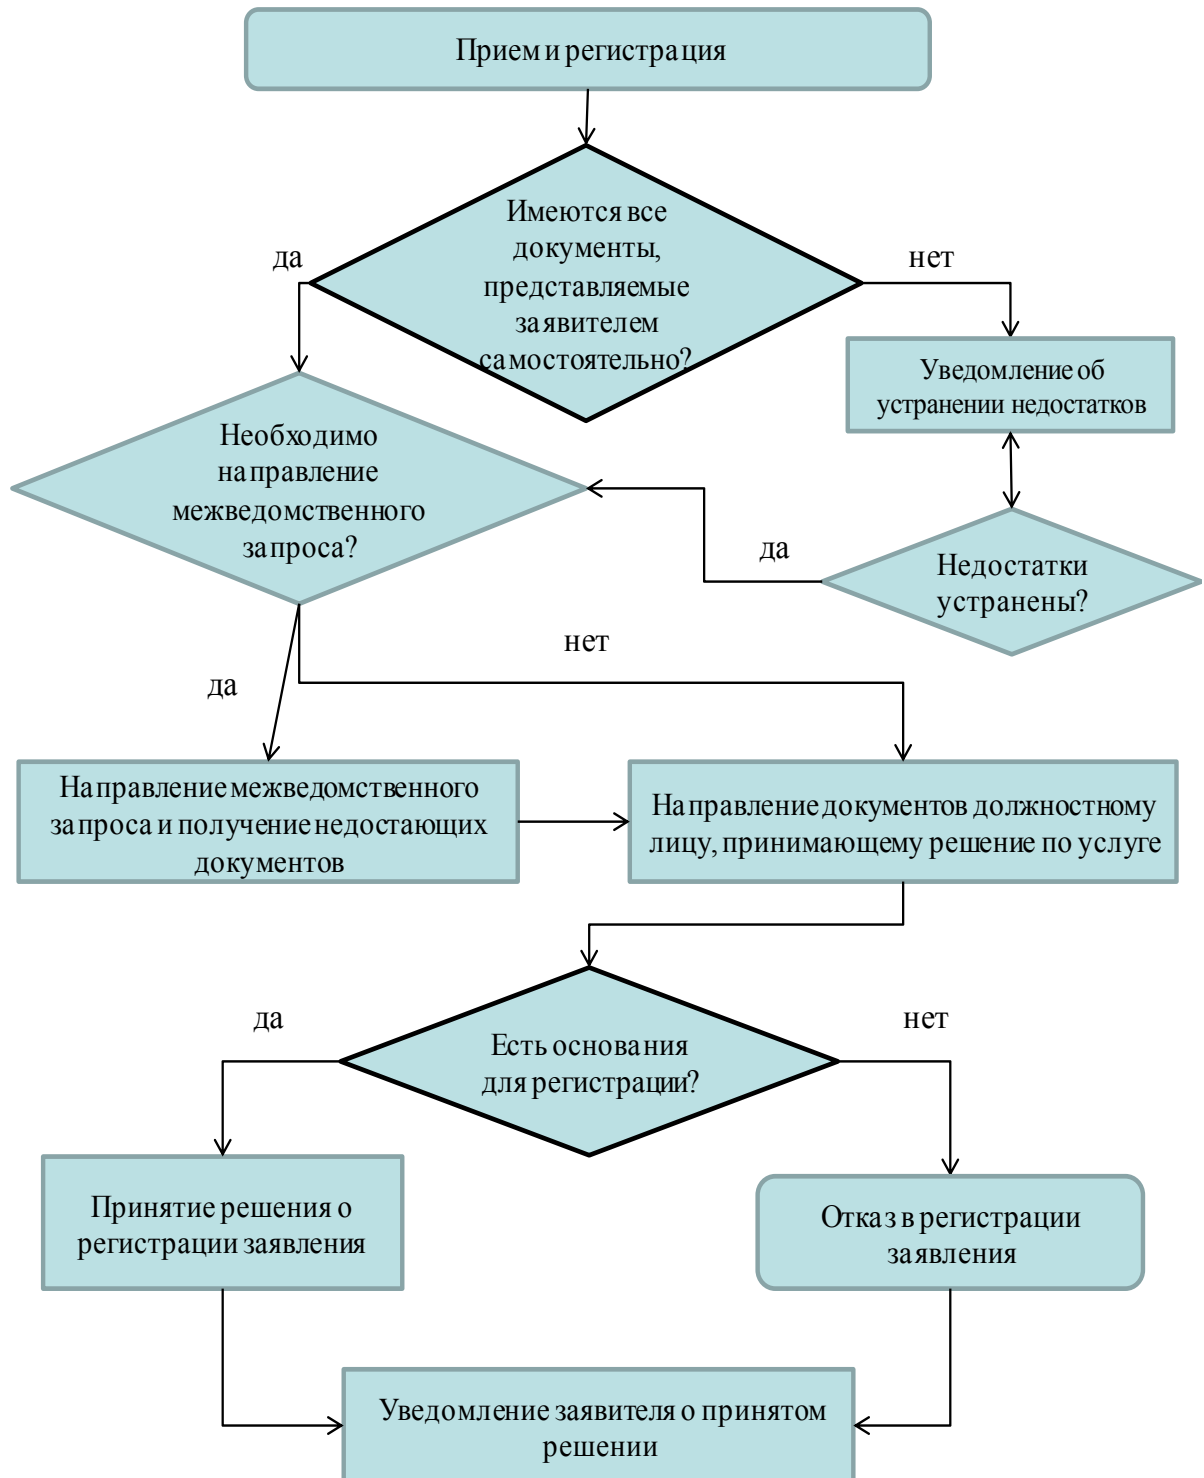 Прием и регистрация
Имеются все
документы,
представляемые
заявителем
самостоятельно?
да
нет
Уведомление об
устранении недостатков
Необходимо
направление
межведомственного
запроса?
да
Недостатки
устранены?
нет
да
Направление межведомственного
запроса и получение недостающих
документов
Направление документов должностному
лицу, принимающему решение по услуге
да
нет
Есть основания
для регистрации?
Принятие решения о
регистрации заявления
Отказ в регистрации
заявления
Уведомление заявителя о принятом
решении